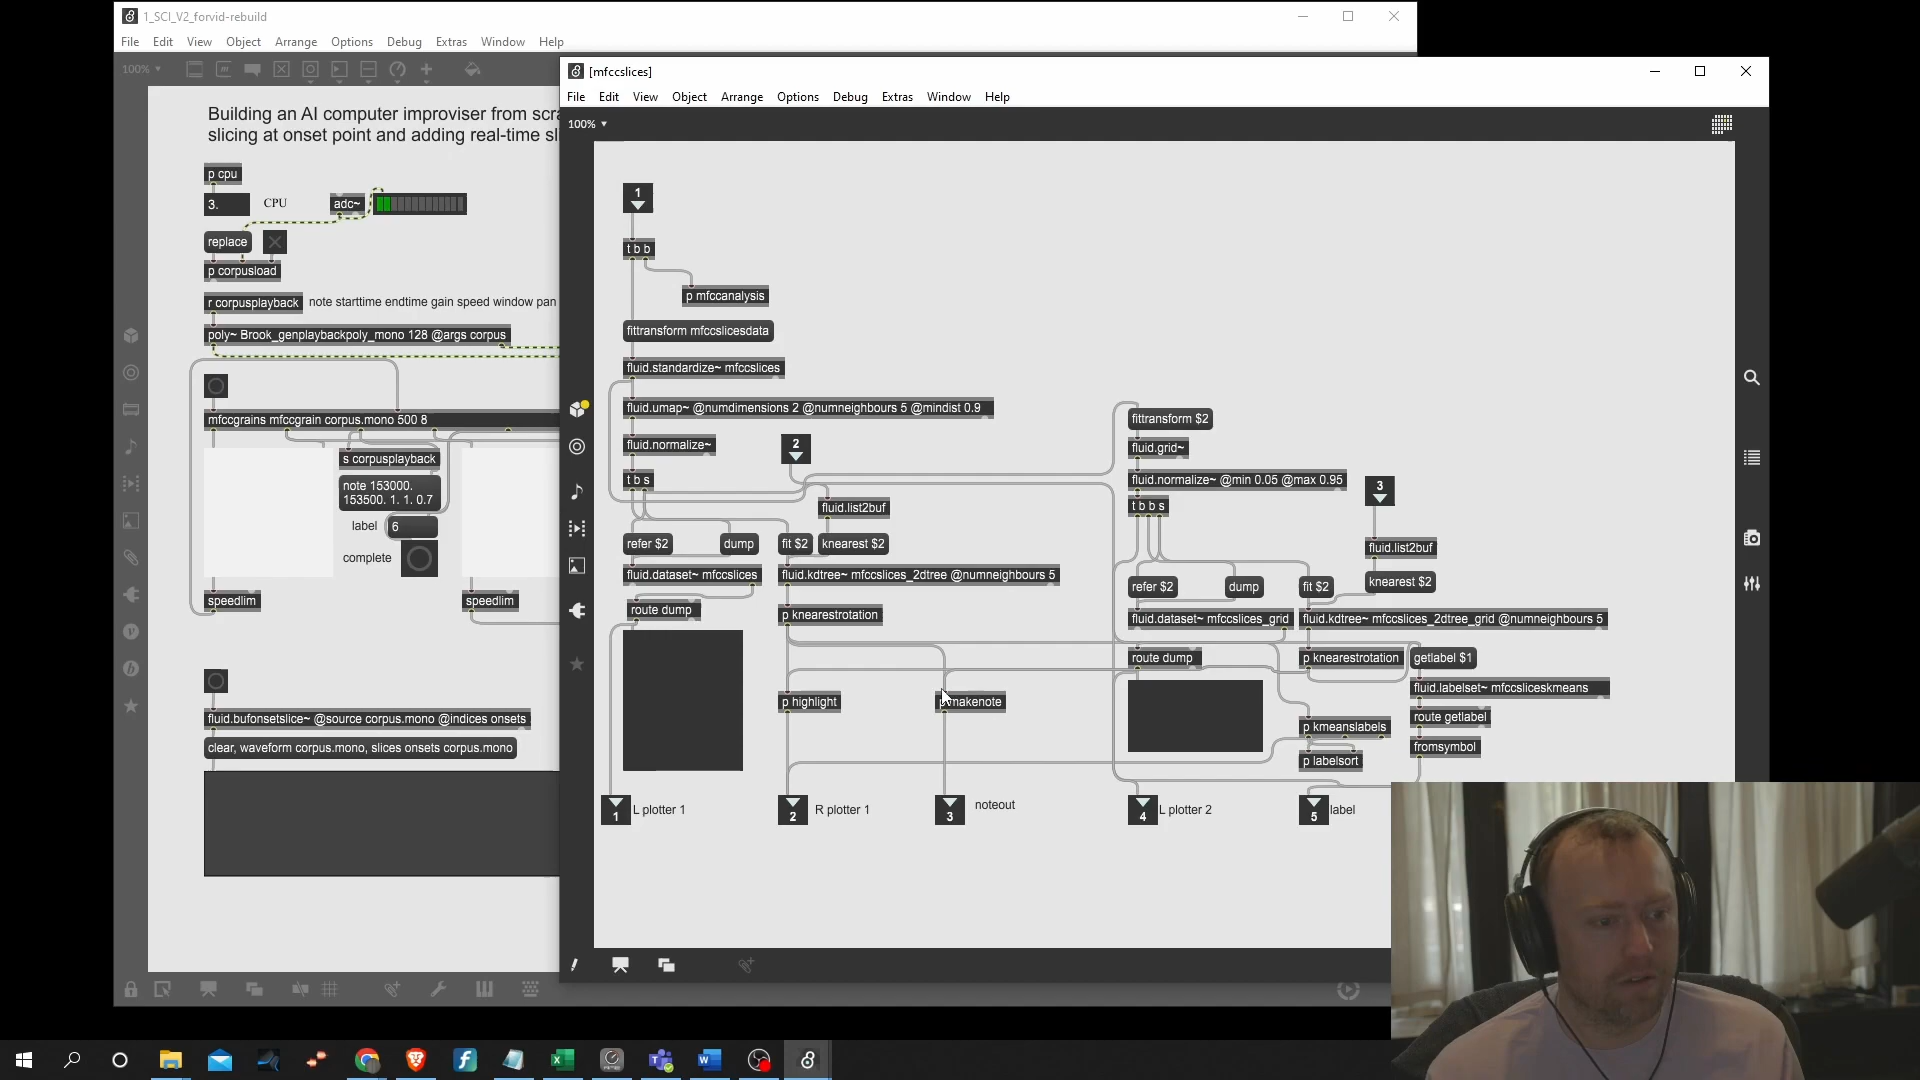 1_SCI_V2_forvid-rebuild
File Edit View Object Arrange Options Debug Extras Window Help
100%
Building an AI computer improviser from scra
slicing at onset point and adding real-time sl
p cpu
3.
CPU
adc~
replace
p corpusload
r corpusplayback
note starttime endtime gain speed window pan
poly~ Brook_genplaybackpoly_mono 128 @args corpus
mfccgrains mfccgrain corpus.mono 500 8
s corpusplayback
note 153000.
153500. 1. 1. 0.7
label
6
complete
speedlim
speedlim
fluid.bufonsetslice~ @source corpus.mono @indices onsets
clear, waveform corpus.mono, slices onsets corpus.mono
[mfccslices]
File Edit View Object Arrange Options Debug Extras Window Help
100%
1
t b b
p mfccanalysis
fittransform mfccslicesdata
fluid.standardize~ mfccslices
fluid.umap~ @numdimensions 2 @numneighbours 5 @mindist 0.9
fluid.normalize~
2
t b s
fluid.list2buf
refer $2
dump
fit $2
knearest $2
fluid.dataset~ mfccslices
fluid.kdtree~ mfccslices_2dtree @numneighbours 5
route dump
p knearestrotation
p highlight
makenote
1
L plotter 1
2
R plotter 1
3
noteout
fittransform $2
fluid.grid~
fluid.normalize~ @min 0.05 @max 0.95
3
t b b s
fluid.list2buf
refer $2
dump
fit $2
knearest $2
fluid.dataset~ mfccslices_grid
fluid.kdtree~ mfccslices_2dtree_grid @numneighbours 5
route dump
p knearestrotation
getlabel $1
fluid.labelset~ mfccsliceskmeans
route getlabel
p kmeanslabels
fromsymbol
p labelsort
4
L plotter 2
5
label